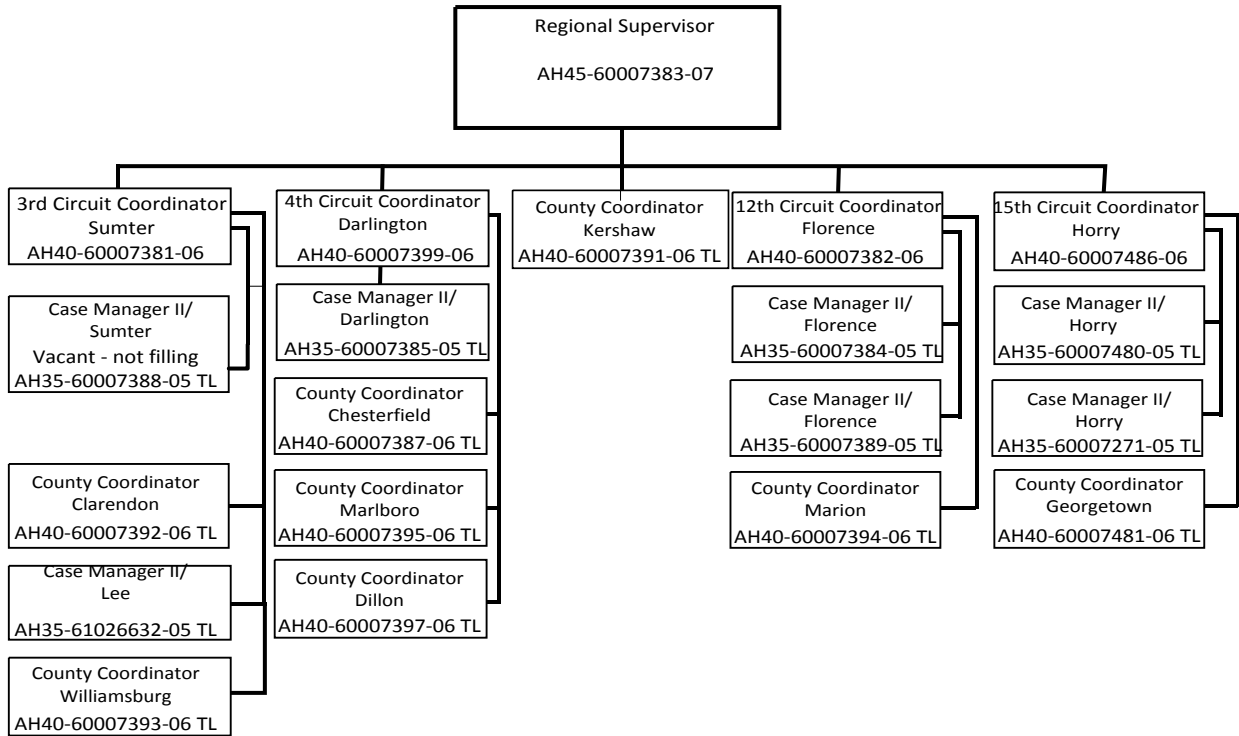 Regional Supervisor
AH45-60007383-07
3rd Circuit Coordinator
Sumter
AH40-60007381-06
Case Manager II/
Sumter
Vacant - not filling
AH35-60007388-05 TL
County Coordinator
Clarendon
AH40-60007392-06 TL
Case Manager II/
Lee
AH35-61026632-05 TL
County Coordinator
Williamsburg
AH40-60007393-06 TL
4th Circuit Coordinator
Darlington
AH40-60007399-06
Case Manager II/
Darlington
AH35-60007385-05 TL
County Coordinator
Chesterfield
AH40-60007387-06 TL
County Coordinator
Marlboro
AH40-60007395-06 TL
County Coordinator
Dillon
AH40-60007397-06 TL
County Coordinator
Kershaw
AH40-60007391-06 TL
12th Circuit Coordinator
Florence
AH40-60007382-06
Case Manager II/
Florence
AH35-60007384-05 TL
Case Manager II/
Florence
AH35-60007389-05 TL
County Coordinator
Marion
AH40-60007394-06 TL
15th Circuit Coordinator
Horry
AH40-60007486-06
Case Manager II/
Horry
AH35-60007480-05 TL
Case Manager II/
Horry
AH35-60007271-05 TL
County Coordinator
Georgetown
AH40-60007481-06 TL